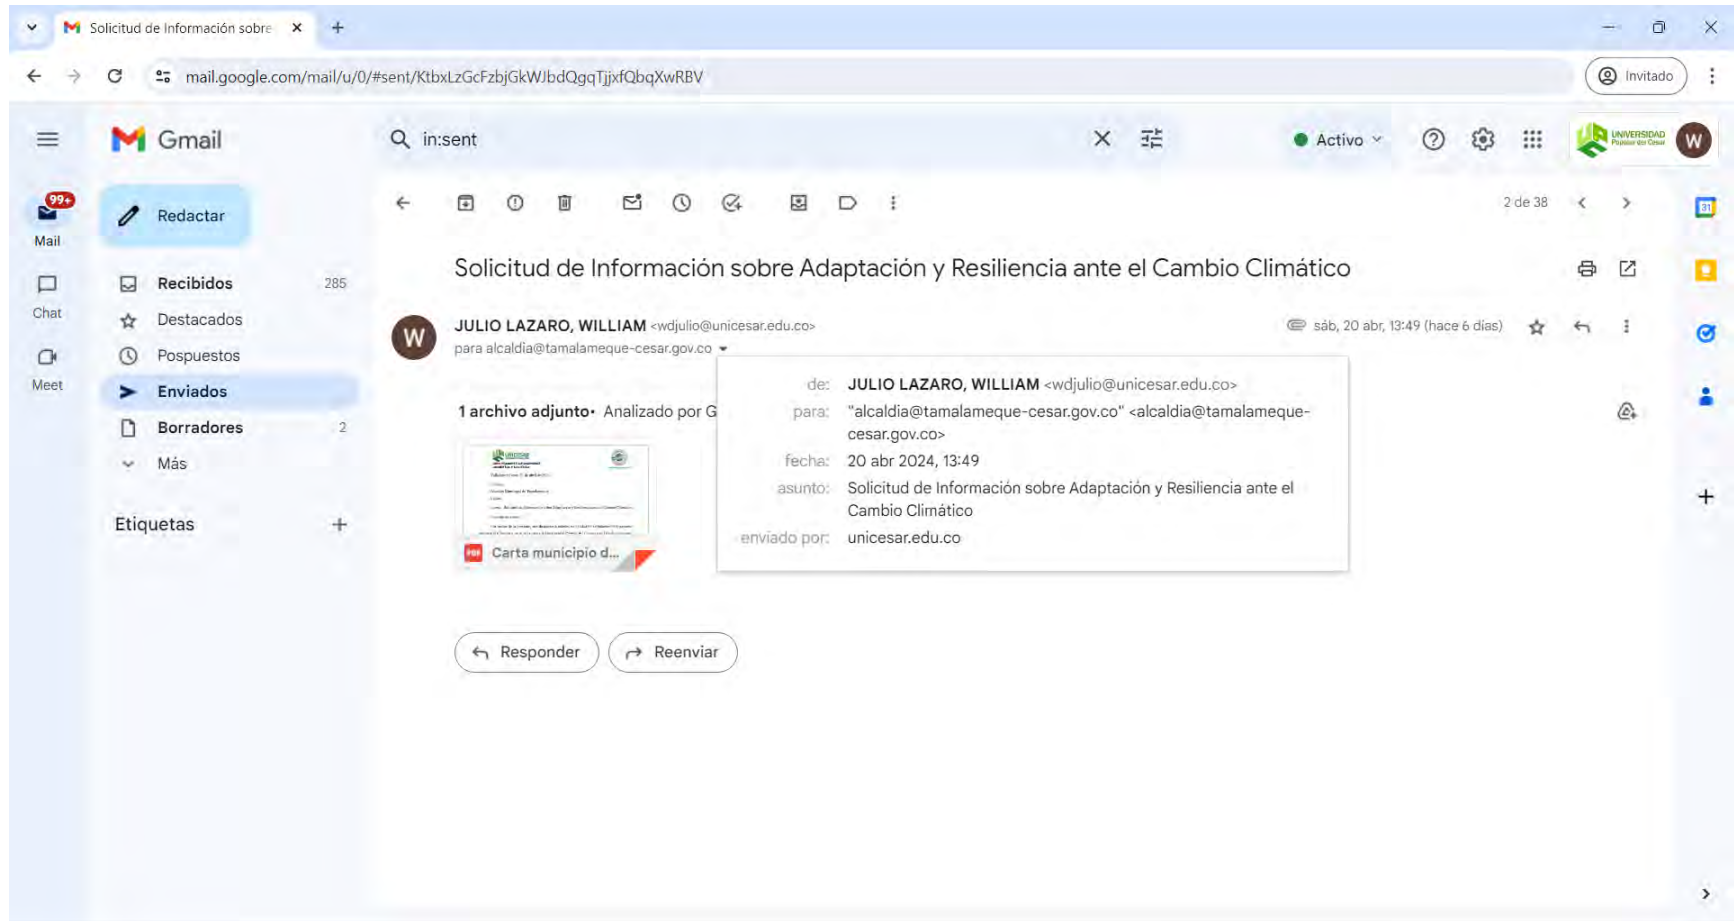 Solicitud de Información sobre
mail.google.com/mail/u/0/#sent/KtbxLzGcFzbjGkWJbdQgqTjjxfQbqXwRBV
Invitado
Gmail
in:sent
Activo
UNIVERSIDAD
Popular del Cesar
W
99+
Mail
Redactar
2 de 38
31
Chat
Meet
Recibidos 285
Destacados
Pospuestos
Enviados
Borradores 2
Más
Etiquetas
Solicitud de Información sobre Adaptación y Resiliencia ante el Cambio Climático
W
JULIO LAZARO, WILLIAM <wdjulio@unicesar.edu.co>
sáb, 20 abr, 13:49 (hace 6 días)
para alcaldia@tamalameque-cesar.gov.co
1 archivo adjunto• Analizado por G
de: JULIO LAZARO, WILLIAM <wdjulio@unicesar.edu.co>
para: "alcaldia@tamalameque-cesar.gov.co" <alcaldia@tamalameque-
cesar.gov.co>
fecha: 20 abr 2024, 13:49
asunto: Solicitud de Información sobre Adaptación y Resiliencia ante el
Cambio Climático
enviado por: unicesar.edu.co
PDF Carta municipio d...
Responder
Reenviar